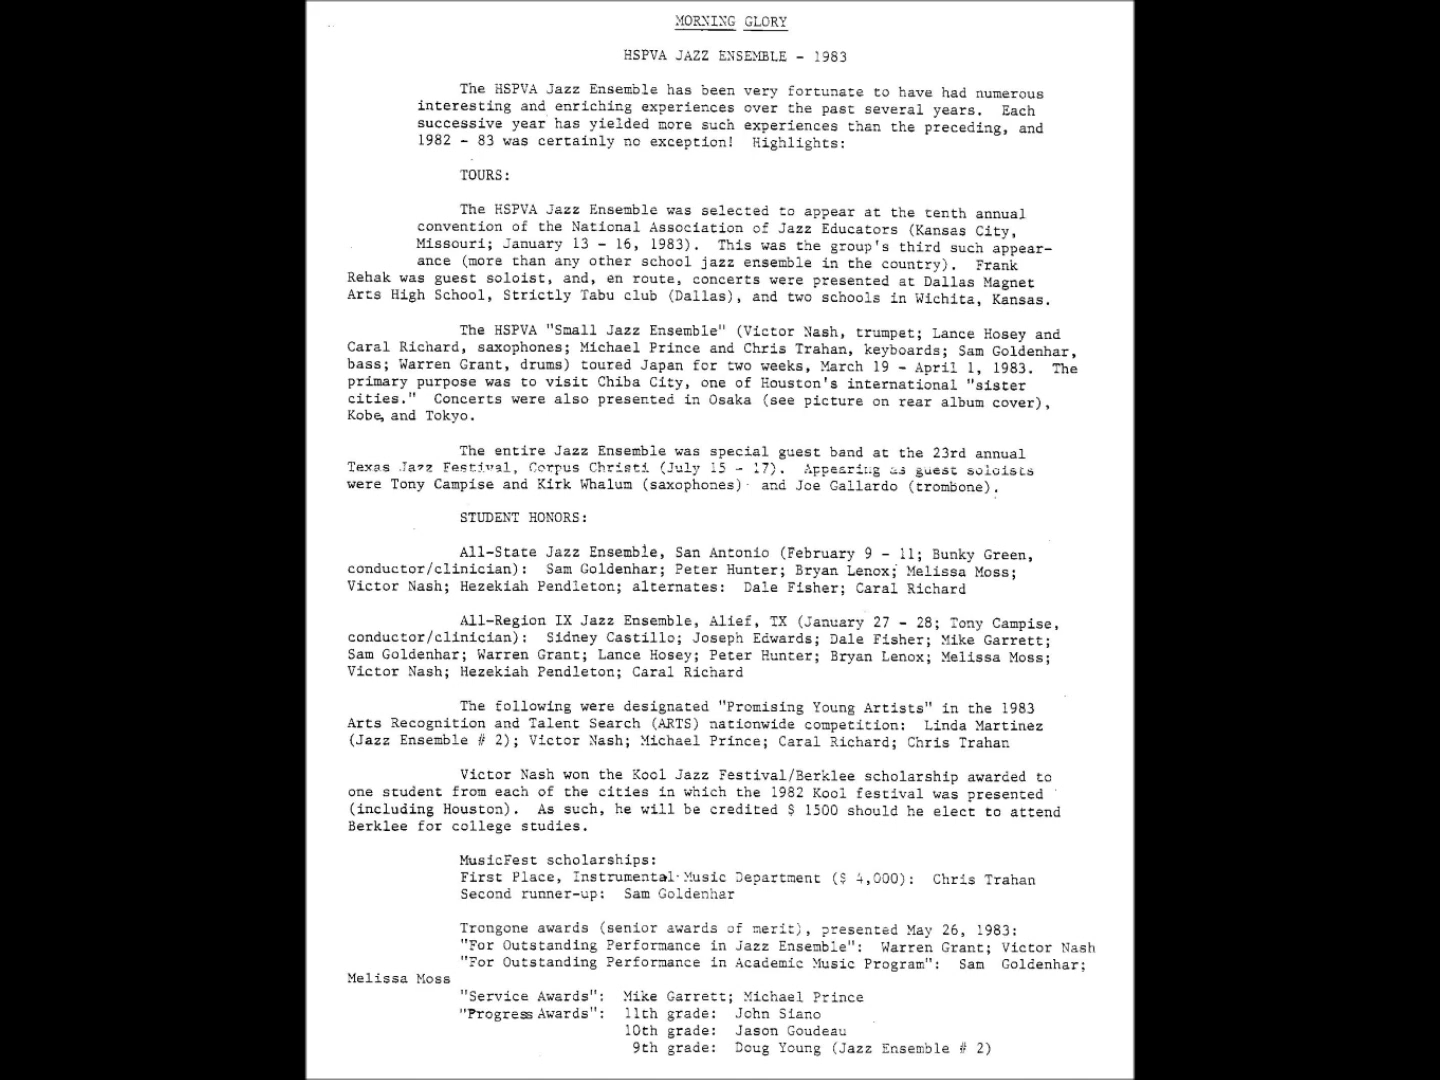 MORNING GLORY
HSPVA JAZZ ENSEMBLE - 1983
The HSPVA Jazz Ensemble has been very fortunate to have had numerous
interesting and enriching experiences over the past several years. Each
successive year has yielded more such experiences than the preceding, and
1982 - 83 was certainly no exception! Highlights:
TOURS:
The HSPVA Jazz Ensemble was selected to appear at the tenth annual
convention of the National Association of Jazz Educators (Kansas City,
Missouri; January 13 - 16, 1983). This was the group's third such appear-
ance (more than any other school jazz ensemble in the country). Frank
Rehak was guest soloist, and, en route, concerts were presented at Dallas Magnet
Arts High School, Strictly Tabu club (Dallas), and two schools in Wichita, Kansas.
The HSPVA "Small Jazz Ensemble" (Victor Nash, trumpet; Lance Hosey and
Caral Richard, saxophones; Michael Prince and Chris Trahan, keyboards; Sam Goldenhar,
bass; Warren Grant, drums) toured Japan for two weeks, March 19 - April 1, 1983. The
primary purpose was to visit Chiba City, one of Houston's international "sister
cities." Concerts were also presented in Osaka (see picture on rear album cover),
Kobe, and Tokyo.
The entire Jazz Ensemble was special guest band at the 23rd annual
Texas Jazz Festival, Corpus Christi (July 15 - 17). Appearing as guest soloists
were Tony Campise and Kirk Whalum (saxophones) and Joe Gallardo (trombone).
STUDENT HONORS:
All-State Jazz Ensemble, San Antonio (February 9 - 11; Bunky Green,
conductor/clinician): Sam Goldenhar; Peter Hunter; Bryan Lenox; Melissa Moss;
Victor Nash; Hezekiah Pendleton; alternates: Dale Fisher; Caral Richard
All-Region IX Jazz Ensemble, Alief, TX (January 27 - 28; Tony Campise,
conductor/clinician): Sidney Castillo; Joseph Edwards; Dale Fisher; Mike Garrett;
Sam Goldenhar; Warren Grant; Lance Hosey; Peter Hunter; Bryan Lenox; Melissa Moss;
Victor Nash; Hezekiah Pendleton; Caral Richard
The following were designated "Promising Young Artists" in the 1983
Arts Recognition and Talent Search (ARTS) nationwide competition: Linda Martinez
(Jazz Ensemble # 2); Victor Nash; Michael Prince; Caral Richard; Chris Trahan
Victor Nash won the Kool Jazz Festival/Berklee scholarship awarded to
one student from each of the cities in which the 1982 Kool festival was presented
(including Houston). As such, he will be credited $ 1500 should he elect to attend
Berklee for college studies.
MusicFest scholarships:
First Place, Instrumental Music Department ($ 4,000): Chris Trahan
Second runner-up: Sam Goldenhar
Trongone awards (senior awards of merit), presented May 26, 1983:
"For Outstanding Performance in Jazz Ensemble": Warren Grant; Victor Nash
"For Outstanding Performance in Academic Music Program": Sam Goldenhar;
Melissa Moss
"Service Awards": Mike Garrett; Michael Prince
"Progress Awards": 11th grade: John Siano
10th grade: Jason Goudeau
9th grade: Doug Young (Jazz Ensemble # 2)